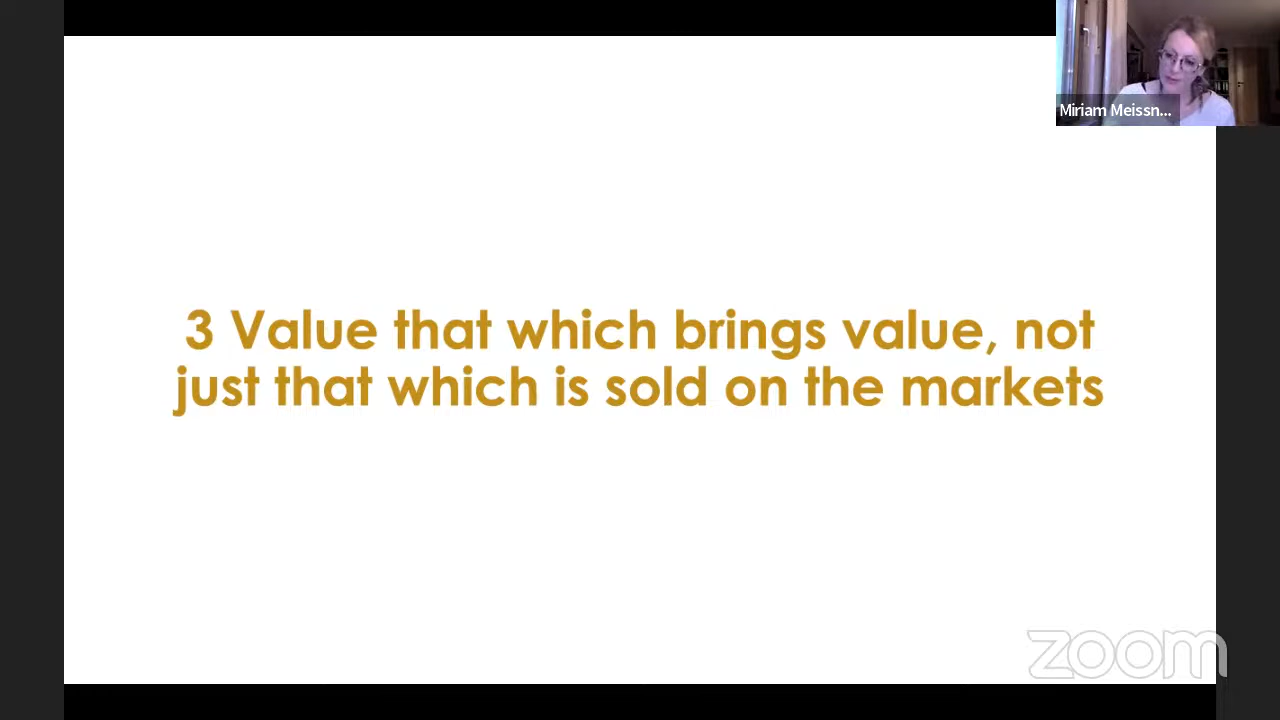 Miriam Meissn...
3 Value that which brings value, not
just that which is sold on the markets
zoom